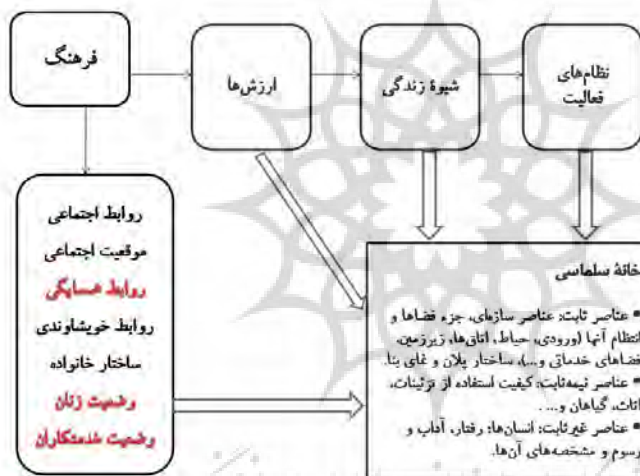 فرهنگ
ارزش‌ها
شیوۀ زندگی
نظام‌های
فعالیت
روابط اجتماعی
موقعیت اجتماعی
روابط همسایگی
روابط خویشاوندی
ساختار خانواده
وضعیت زنان
وضعیت خدمتکاران
خانۀ سلماسی
■ عناصر ثابت: عناصر سازه‌ای، جزء فضاها و
انتظام آنها (ورودی، حیاط، اتاق‌ها، زیرزمین،
فضاهای خدماتی و...)، ساختار پلان و نمای بنا.
■ عناصر نیمه‌ثابت: کیفیت استفاده از تزئینات،
اثاث، گیاهان و... .
■ عناصر غیرثابت: انسان‌ها؛ رفتار، آداب و
رسوم و مشخصه‌های آن‌ها.